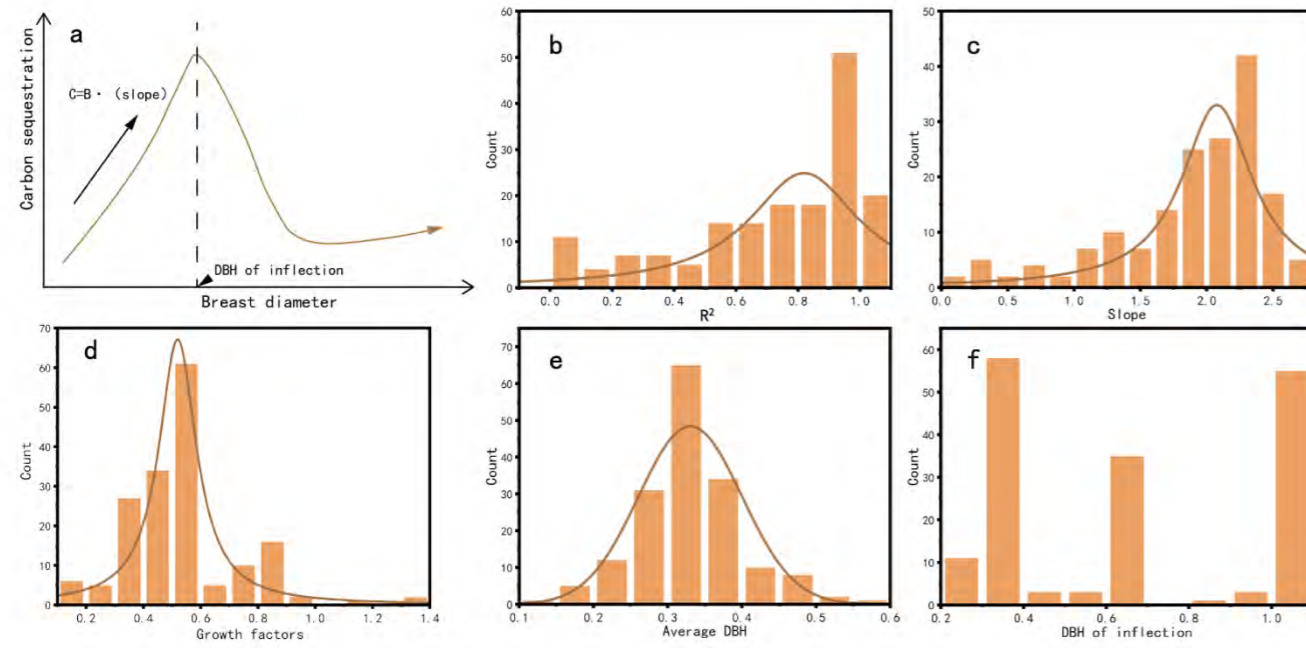 a
Carbon sequestration
C=B· (slope)
DBH of inflection
Breast diameter
b
Count
60
50
40
30
20
10
0
0.0 0.2 0.4 0.6 0.8 1.0
R²
c
Count
50
40
30
20
10
0
0.0 0.5 1.0 1.5 2.0 2.5
Slope
d
Count
70
60
50
40
30
20
10
0
0.2 0.4 0.6 0.8 1.0 1.2 1.4
Growth factors
e
Count
70
60
50
40
30
20
10
0
0.1 0.2 0.3 0.4 0.5 0.6
Average DBH
f
Count
60
50
40
30
20
10
0
0.2 0.4 0.6 0.8 1.0
DBH of inflection